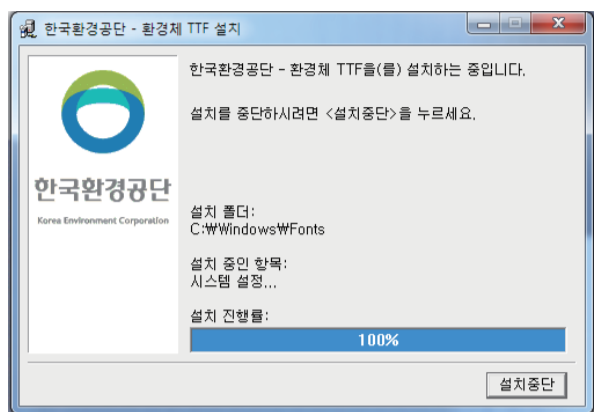 한국환경공단 - 환경체 TTF 설치
한국환경공단 - 환경체 TTF을(를) 설치하는 중입니다.
설치를 중단하시려면 <설치중단>을 누르세요.
한국환경공단
Korea Environment Corporation
설치 폴더:
C:₩Windows₩Fonts
설치 중인 항목:
시스템 설정...
설치 진행률:
100%
설치중단